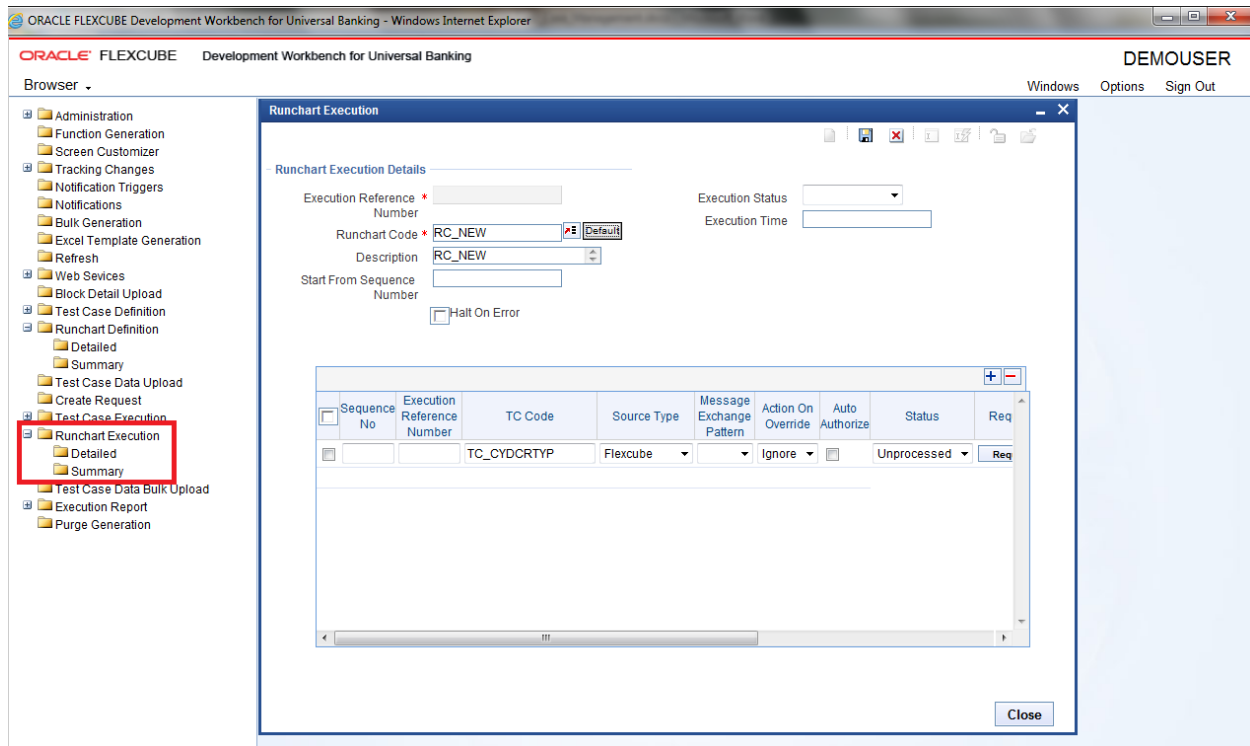 ORACLE FLEXCUBE Development Workbench for Universal Banking - Windows Internet Explorer
ORACLE FLEXCUBE Development Workbench for Universal Banking
DEMOUSER
Browser
Windows Options Sign Out
Administration
Function Generation
Screen Customizer
Tracking Changes
Notification Triggers
Notifications
Bulk Generation
Excel Template Generation
Refresh
Web Sevices
Block Detail Upload
Test Case Definition
Runchart Definition
Detailed
Summary
Test Case Data Upload
Create Request
Test Case Execution
Runchart Execution
Detailed
Summary
Test Case Data Bulk Upload
Execution Report
Purge Generation
Runchart Execution
Runchart Execution Details
Execution Reference *
Number
Runchart Code * RC_NEW Default
Description RC_NEW
Start From Sequence
Number
Halt On Error
Execution Status
Execution Time
Sequence No
Execution Reference Number
TC Code
Source Type
Message Exchange Pattern
Action On Override
Auto Authorize
Status
Req
TC_CYDCRTYP Flexcube Ignore Unprocessed Req
Close